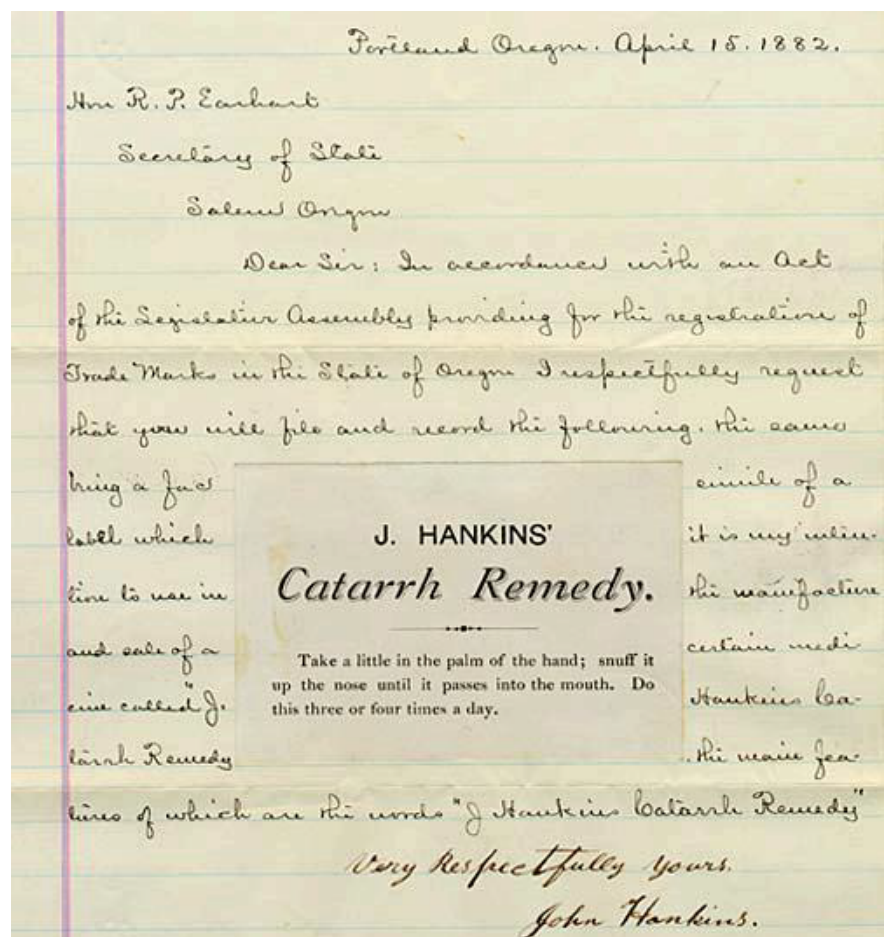 Portland Oregon. April 15. 1882.
Hon R. P. Earhart
Secretary of State
Salem Oregon
Dear Sir: In accordance with an Act
of the Legislative Assembly providing for the registration of
Trade Marks in the State of Oregon I respectfully request
that you will file and record the following. the same
being a fac simile of a
label which it is my inten-
tion to use in the manufacture
and sale of a certain medi
cine called "J. Hankins Ca-
tarrh Remedy . the main fea-
tures of which are the words "J Hankins Catarrh Remedy"
J. HANKINS'
Catarrh Remedy.
Take a little in the palm of the hand; snuff it
up the nose until it passes into the mouth. Do
this three or four times a day.
Very Respectfully Yours.
John Hankins.